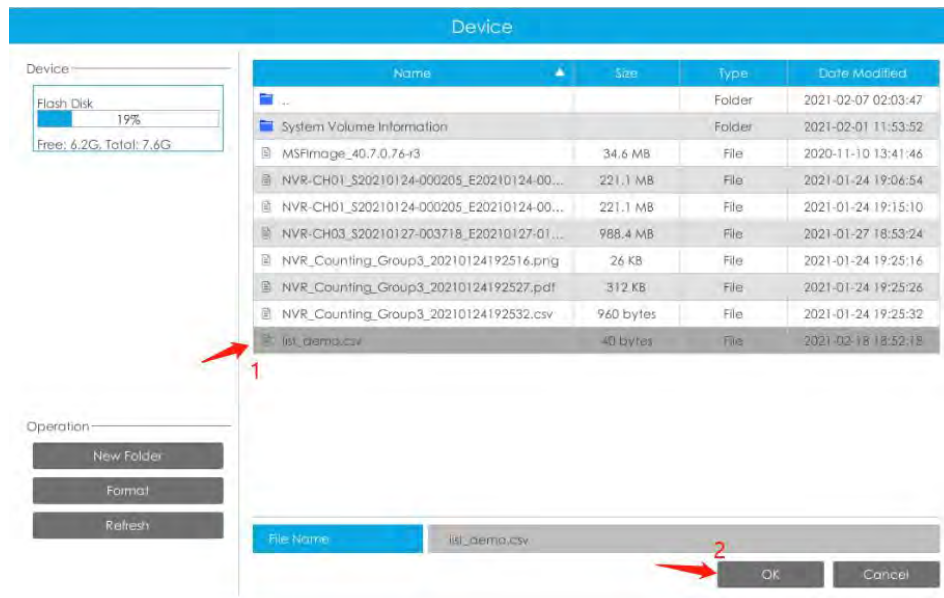 Device
Device
Flash Disk
19%
Free: 6.2G, Total: 7.6G
Operation
New Folder
Format
Refresh
Name Size Type Date Modified
.. Folder 2021-02-07 02:03:47
System Volume Information Folder 2021-02-01 11:53:52
MSFImage_40.7.0.76-r3 34.6 MB File 2020-11-10 13:41:46
NVR-CH01_S20210124-000205_E20210124-00... 221.1 MB File 2021-01-24 19:06:54
NVR-CH01_S20210124-000205_E20210124-00... 221.1 MB File 2021-01-24 19:15:10
NVR-CH03_S20210127-003718_E20210127-01... 988.4 MB File 2021-01-27 18:53:24
NVR_Counting_Group3_20210124192516.png 26 KB File 2021-01-24 19:25:16
NVR_Counting_Group3_20210124192527.pdf 312 KB File 2021-01-24 19:25:26
NVR_Counting_Group3_20210124192532.csv 960 bytes File 2021-01-24 19:25:32
list_demo.csv 40 bytes File 2021-02-18 18:52:18
1
File Name list_demo.csv
2
OK Cancel